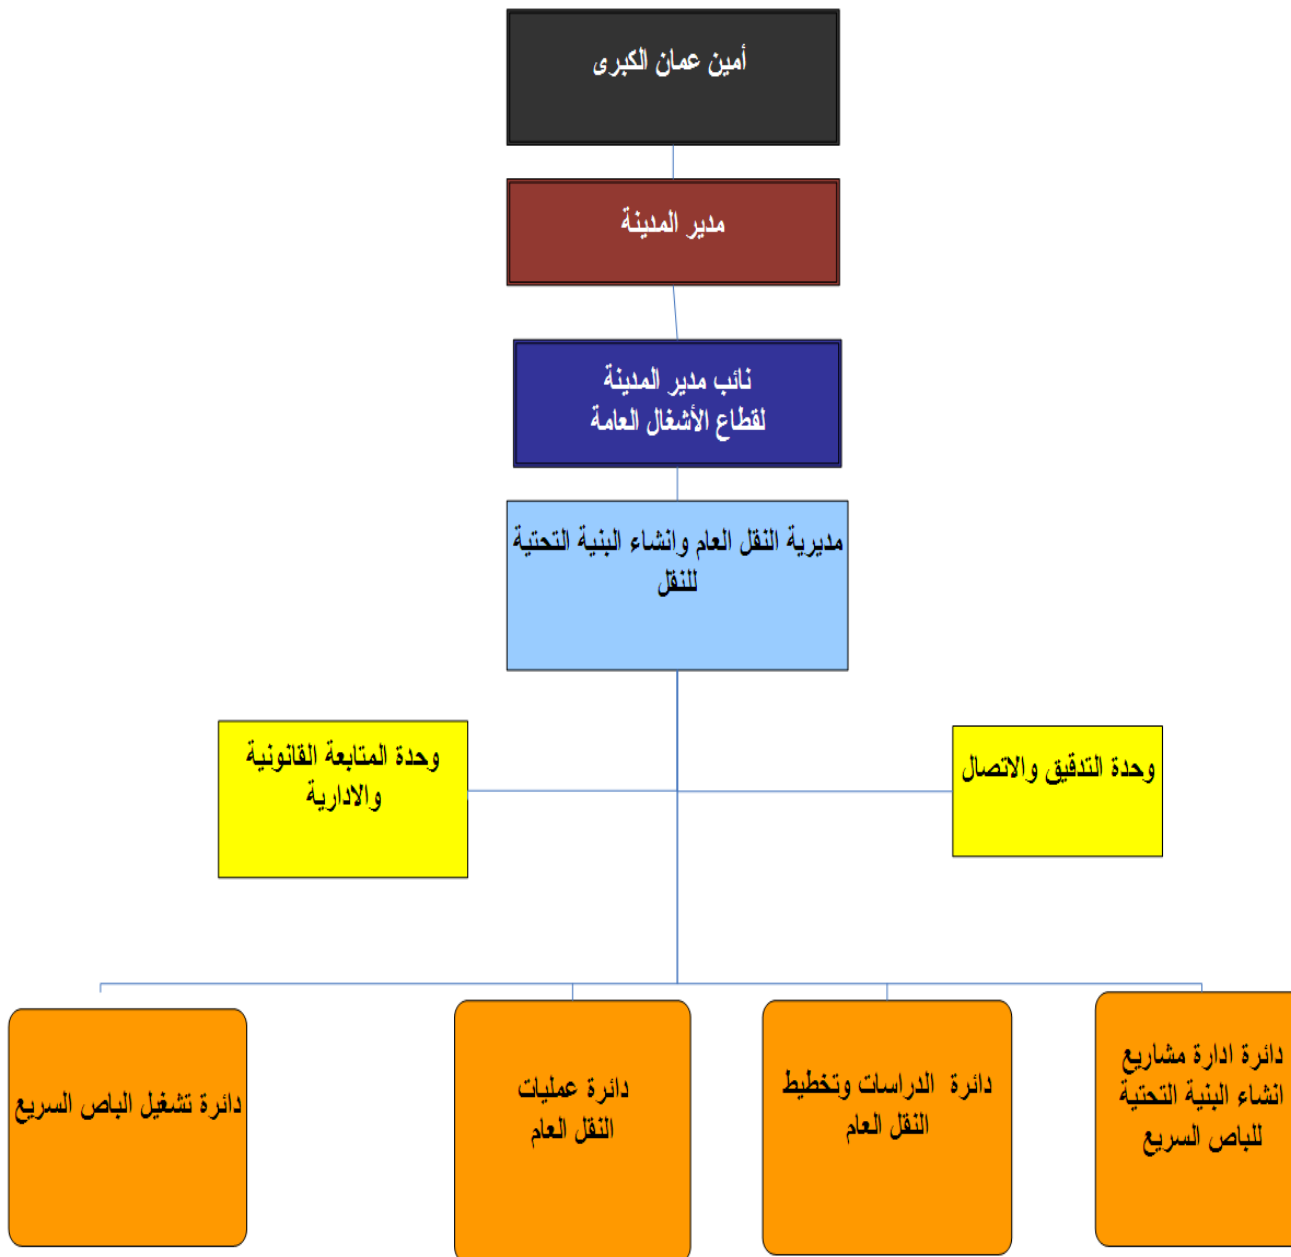 أمين عمان الكبرى
مدير المدينة
نائب مدير المدينة
لقطاع الأشغال العامة
مديرية النقل العام وانشاء البنية التحتية
للنقل
وحدة التدقيق والاتصال
وحدة المتابعة القانونية
والادارية
دائرة ادارة مشاريع
انشاء البنية التحتية
للباص السريع
دائرة الدراسات وتخطيط
النقل العام
دائرة عمليات
النقل العام
دائرة تشغيل الباص السريع